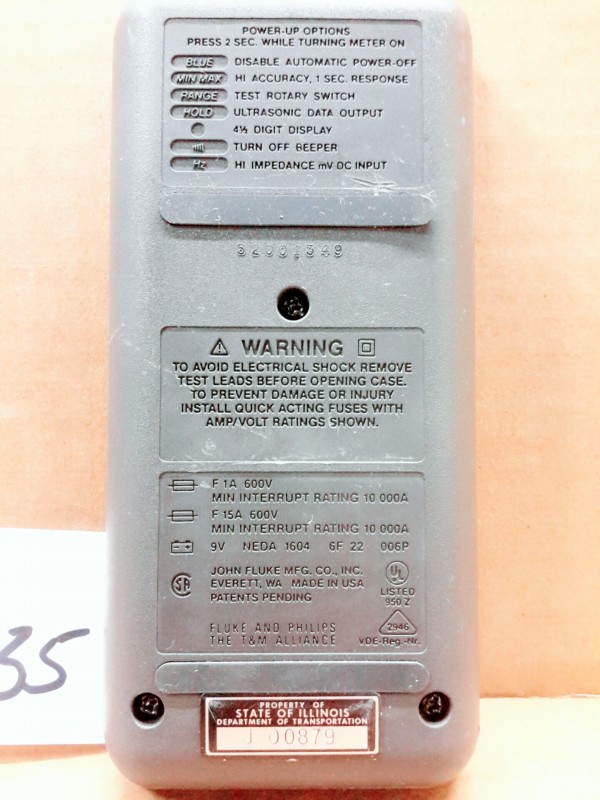 POWER-UP OPTIONS
PRESS 2 SEC. WHILE TURNING METER ON
BLUE DISABLE AUTOMATIC POWER-OFF
MIN MAX HI ACCURACY, 1 SEC. RESPONSE
RANGE TEST ROTARY SWITCH
HOLD ULTRASONIC DATA OUTPUT
4½ DIGIT DISPLAY
TURN OFF BEEPER
Hz HI IMPEDANCE mV DC INPUT
WARNING
TO AVOID ELECTRICAL SHOCK REMOVE
TEST LEADS BEFORE OPENING CASE.
TO PREVENT DAMAGE OR INJURY
INSTALL QUICK ACTING FUSES WITH
AMP/VOLT RATINGS SHOWN.
F 1A 600V
MIN INTERRUPT RATING 10 000A
F 15A 600V
MIN INTERRUPT RATING 10 000A
9V NEDA 1604 6F 22 006P
JOHN FLUKE MFG. CO., INC.
EVERETT, WA MADE IN USA
PATENTS PENDING
SA
UL
LISTED
950 Z
FLUKE AND PHILIPS
THE T&M ALLIANCE
2946
VDE-Reg.-Nr.
35
PROPERTY OF
STATE OF ILLINOIS
DEPARTMENT OF TRANSPORTATION